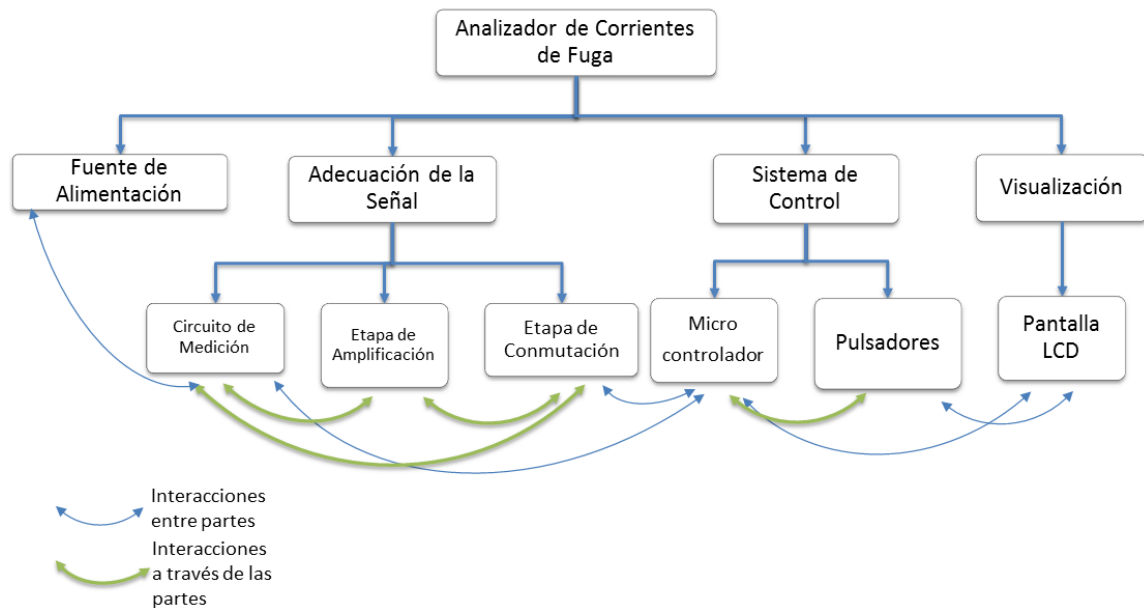 Analizador de Corrientes
de Fuga
Fuente de
Alimentación
Adecuación de la
Señal
Sistema de
Control
Visualización
Circuito de
Medición
Etapa de
Amplificación
Etapa de
Conmutación
Micro
controlador
Pulsadores
Pantalla
LCD
Interacciones
entre partes
Interacciones
a través de las
partes